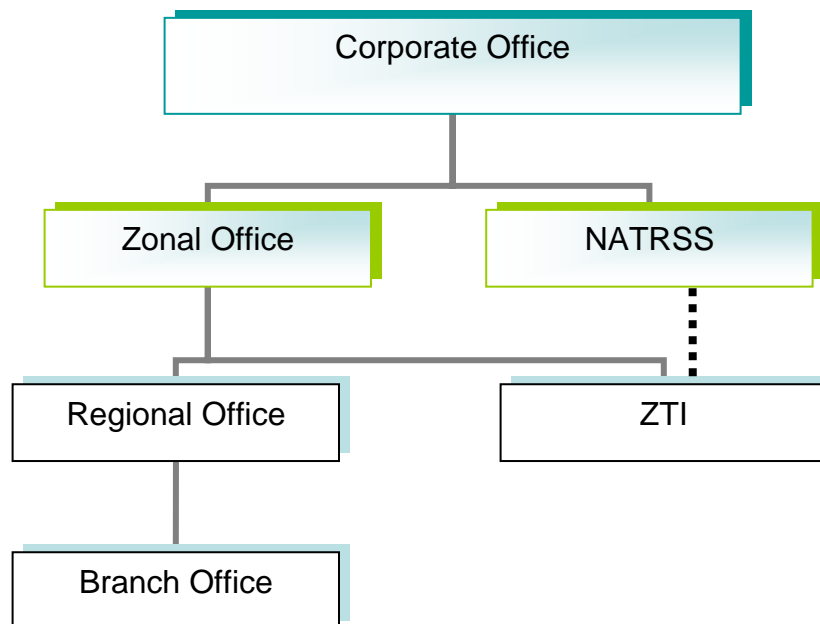 Corporate Office
Zonal Office
NATRSS
Regional Office
ZTI
Branch Office